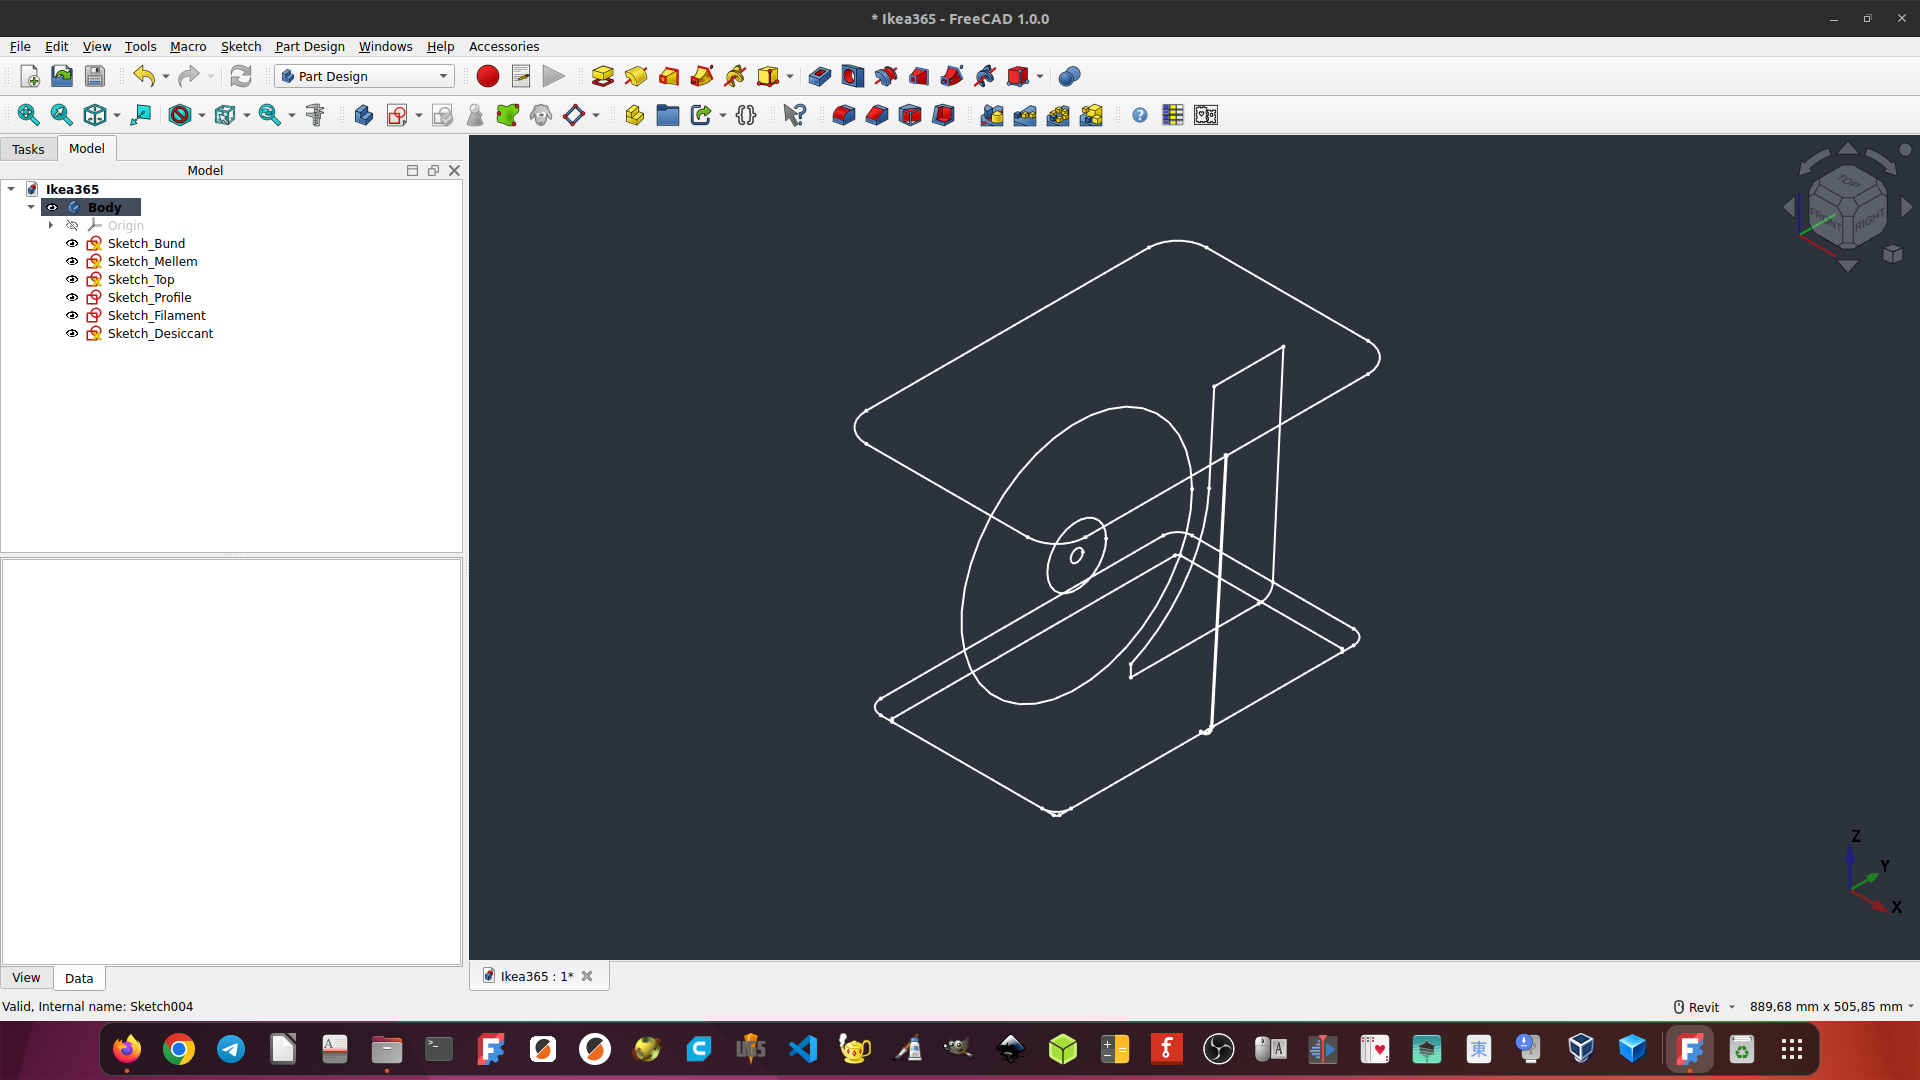 * Ikea365 - FreeCAD 1.0.0
File Edit View Tools Macro Sketch Part Design Windows Help Accessories
Part Design
Tasks Model
Model
Ikea365
Body
Origin
Sketch_Bund
Sketch_Mellem
Sketch_Top
Sketch_Profile
Sketch_Filament
Sketch_Desiccant
TOP
FRONT RIGHT
Z
Y
X
View Data
Ikea365 : 1*
Valid, Internal name: Sketch004
Revit 889,68 mm x 505,85 mm